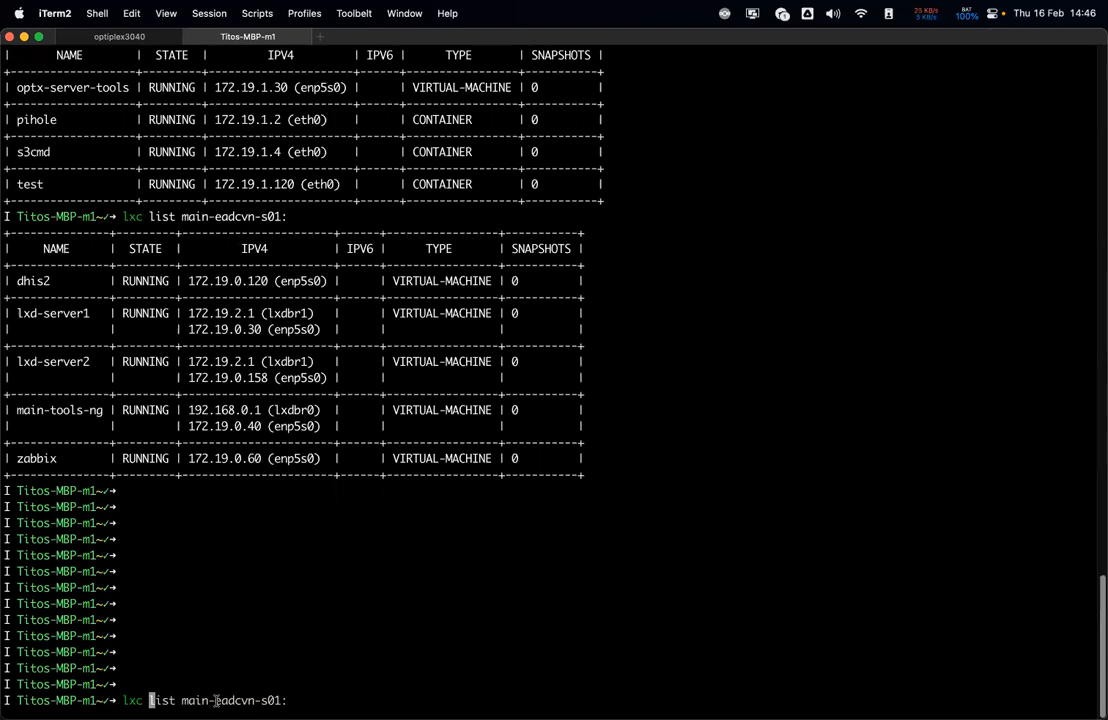 iTerm2 Shell Edit View Session Scripts Profiles Toolbelt Window Help 25 KB/s 5 KB/s BAT 100% Thu 16 Feb 14:46
optiplex3040 Titos-MBP-m1 +
| NAME | STATE | IPV4 | IPV6 | TYPE | SNAPSHOTS |
| optx-server-tools | RUNNING | 172.19.1.30 (enp5s0) | | VIRTUAL-MACHINE | 0 |
| pihole | RUNNING | 172.19.1.2 (eth0) | | CONTAINER | 0 |
| s3cmd | RUNNING | 172.19.1.4 (eth0) | | CONTAINER | 0 |
| test | RUNNING | 172.19.1.120 (eth0) | | CONTAINER | 0 |
I Titos-MBP-m1~✓➜ lxc list main-eadcvn-s01:
| NAME | STATE | IPV4 | IPV6 | TYPE | SNAPSHOTS |
| dhis2 | RUNNING | 172.19.0.120 (enp5s0) | | VIRTUAL-MACHINE | 0 |
| lxd-server1 | RUNNING | 172.19.2.1 (lxdbr1) | | VIRTUAL-MACHINE | 0 |
| | | 172.19.0.30 (enp5s0) | | | |
| lxd-server2 | RUNNING | 172.19.2.1 (lxdbr1) | | VIRTUAL-MACHINE | 0 |
| | | 172.19.0.158 (enp5s0) | | | |
| main-tools-ng | RUNNING | 192.168.0.1 (lxdbr0) | | VIRTUAL-MACHINE | 0 |
| | | 172.19.0.40 (enp5s0) | | | |
| zabbix | RUNNING | 172.19.0.60 (enp5s0) | | VIRTUAL-MACHINE | 0 |
I Titos-MBP-m1~✓➜
I Titos-MBP-m1~✓➜
I Titos-MBP-m1~✓➜
I Titos-MBP-m1~✓➜
I Titos-MBP-m1~✓➜
I Titos-MBP-m1~✓➜
I Titos-MBP-m1~✓➜
I Titos-MBP-m1~✓➜
I Titos-MBP-m1~✓➜
I Titos-MBP-m1~✓➜
I Titos-MBP-m1~✓➜
I Titos-MBP-m1~✓➜
I Titos-MBP-m1~✓➜
I Titos-MBP-m1~✓➜ lxc list main-eadcvn-s01: